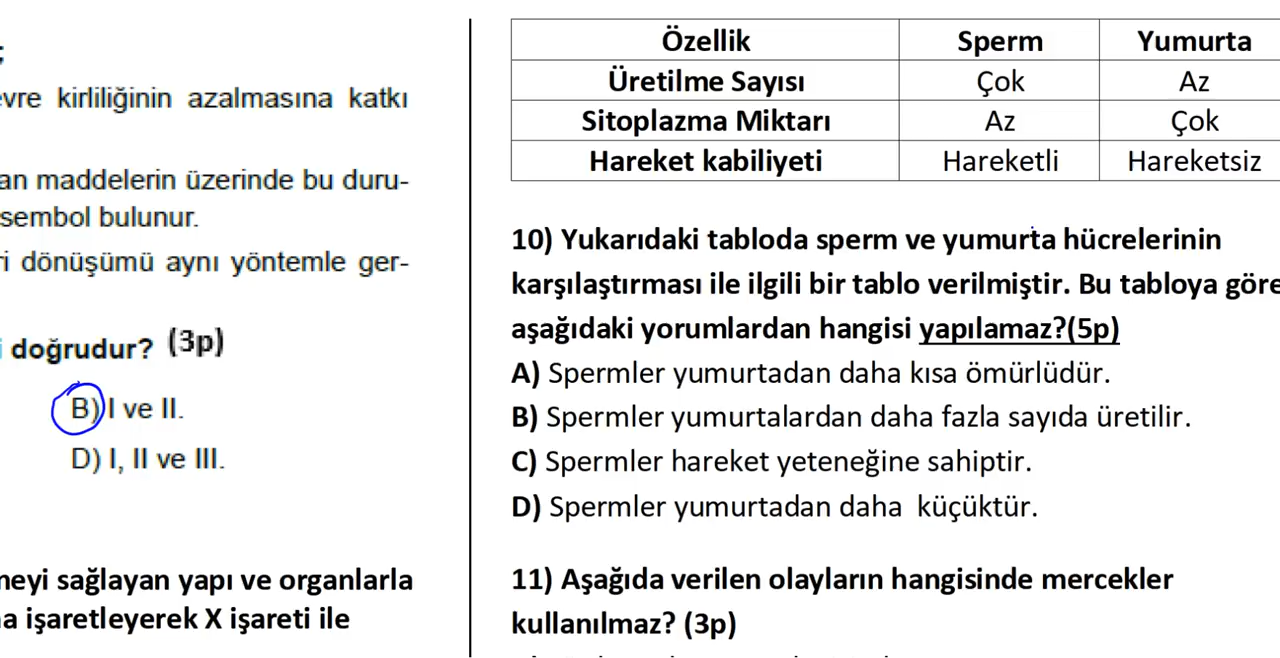 ;
evre kirliliğinin azalmasına katkı
an maddelerin üzerinde bu duru-
sembol bulunur.
ri dönüşümü aynı yöntemle ger-
i doğrudur? (3p)
B) I ve II.
D) I, II ve III.
meyi sağlayan yapı ve organlarla
na işaretleyerek X işareti ile
Özellik Sperm Yumurta
Üretilme Sayısı Çok Az
Sitoplazma Miktarı Az Çok
Hareket kabiliyeti Hareketli Hareketsiz
10) Yukarıdaki tabloda sperm ve yumurta hücrelerinin
karşılaştırması ile ilgili bir tablo verilmiştir. Bu tabloya göre
aşağıdaki yorumlardan hangisi yapılamaz?(5p)
A) Spermler yumurtadan daha kısa ömürlüdür.
B) Spermler yumurtalardan daha fazla sayıda üretilir.
C) Spermler hareket yeteneğine sahiptir.
D) Spermler yumurtadan daha küçüktür.
11) Aşağıda verilen olayların hangisinde mercekler
kullanılmaz? (3p)